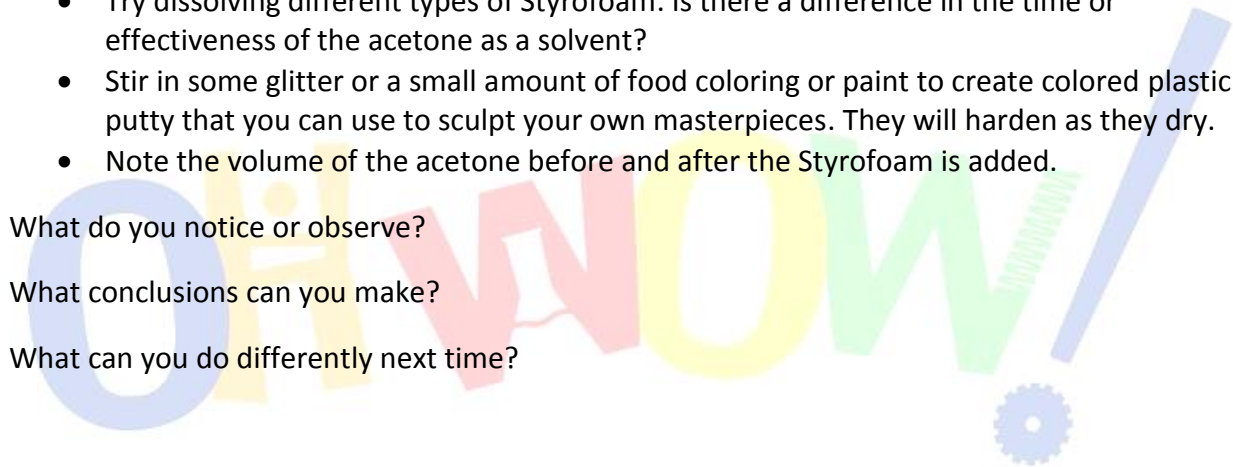 • Try dissolving different types of Styrofoam. Is there a difference in the time or
effectiveness of the acetone as a solvent?
• Stir in some glitter or a small amount of food coloring or paint to create colored plastic
putty that you can use to sculpt your own masterpieces. They will harden as they dry.
• Note the volume of the acetone before and after the Styrofoam is added.
What do you notice or observe?
What conclusions can you make?
What can you do differently next time?
OH WOW!